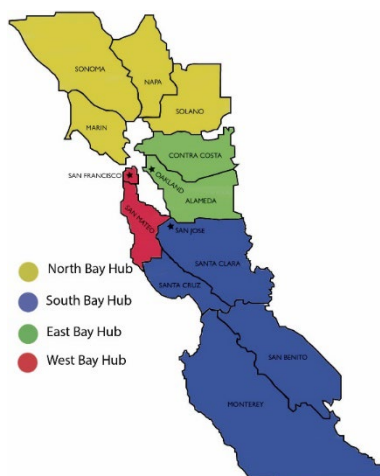 SONOMA
NAPA
SOLANO
MARIN
CONTRA COSTA
SAN FRANCISCO
OAKLAND
ALAMEDA
SAN MATEO
SAN JOSE
SANTA CLARA
SANTA CRUZ
SAN BENITO
MONTEREY
North Bay Hub
South Bay Hub
East Bay Hub
West Bay Hub